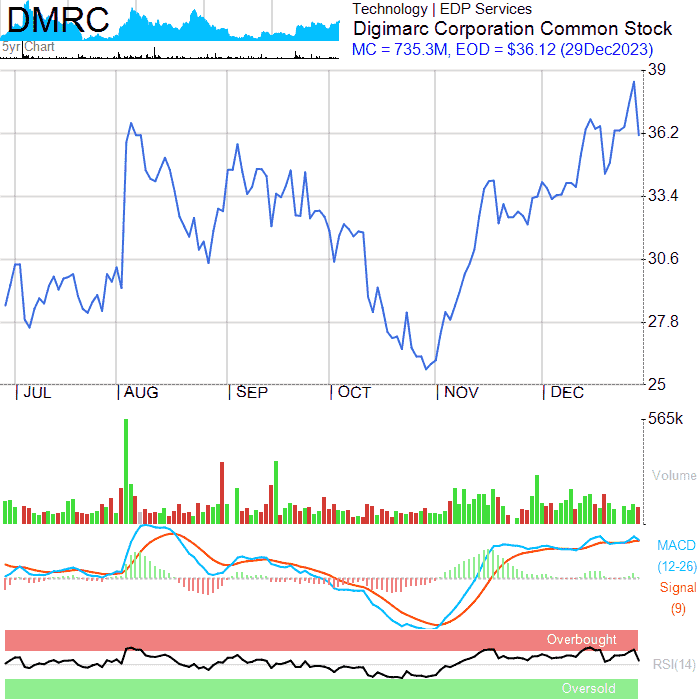 DMRC
Technology | EDP Services
Digimarc Corporation Common Stock
MC = 735.3M, EOD = $36.12 (29Dec2023)
5yr Chart
39
36.2
33.4
30.6
27.8
25
| JUL | AUG | SEP | OCT | NOV | DEC
565k
Volume
MACD
(12-26)
Signal
(9)
Overbought
RSI(14)
Oversold